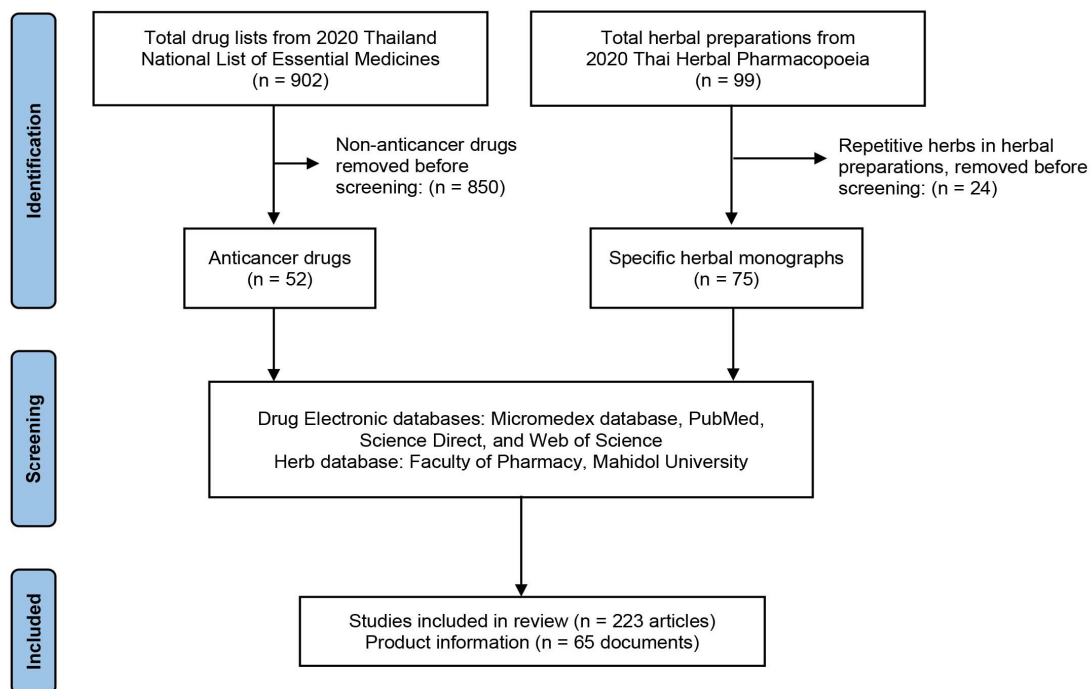 Identification
Total drug lists from 2020 Thailand
National List of Essential Medicines
(n = 902)
Total herbal preparations from
2020 Thai Herbal Pharmacopoeia
(n = 99)
Non-anticancer drugs
removed before
screening: (n = 850)
Repetitive herbs in herbal
preparations, removed before
screening: (n = 24)
Anticancer drugs
(n = 52)
Specific herbal monographs
(n = 75)
Screening
Drug Electronic databases: Micromedex database, PubMed,
Science Direct, and Web of Science
Herb database: Faculty of Pharmacy, Mahidol University
Included
Studies included in review (n = 223 articles)
Product information (n = 65 documents)